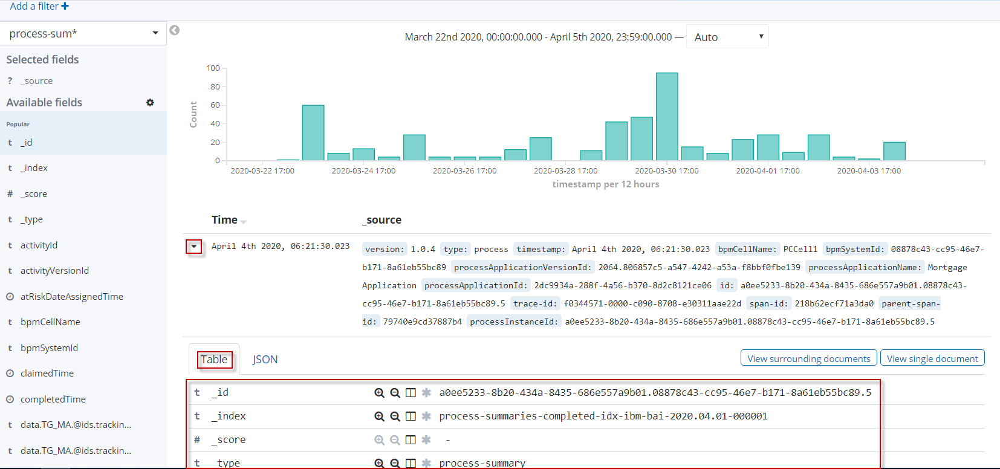 Add a filter
process-sum*
Selected fields
? _source
Available fields
Popular
t _id
t _index
# _score
t _type
t activityId
t activityVersionId
atRiskDateAssignedTime
t bpmCellName
t bpmSystemId
claimedTime
completedTime
t data.TG_MA.@ids.trackin...
t data.TG_MA.@ids.trackin...
March 22nd 2020, 00:00:00.000 - April 5th 2020, 23:59:00.000 — Auto
100
80
60
40
20
0
Count
2020-03-22 17:00 2020-03-24 17:00 2020-03-26 17:00 2020-03-28 17:00 2020-03-30 17:00 2020-04-01 17:00 2020-04-03 17:00
timestamp per 12 hours
Time _source
April 4th 2020, 06:21:30.023 version: 1.0.4 type: process timestamp: April 4th 2020, 06:21:30.023 bpmCellName: PCCell1 bpmSystemId: 08878c43-cc95-46e7-
b171-8a61eb55bc89 processApplicationVersionId: 2064.806857c5-a547-4242-a53a-f8bbf0fbe139 processApplicationName: Mortgage
Application processApplicationId: 2dc9934a-288f-4a56-b370-8d2c8121ce06 id: a0ee5233-8b20-434a-8435-686e557a9b01.08878c43-
cc95-46e7-b171-8a61eb55bc89.5 trace-id: f0344571-0000-c090-8708-e30311aae22d span-id: 218b62ecf71a3da0 parent-span-
id: 79740e9cd37887b4 processInstanceId: a0ee5233-8b20-434a-8435-686e557a9b01.08878c43-cc95-46e7-b171-8a61eb55bc89.5
Table JSON View surrounding documents View single document
t _id a0ee5233-8b20-434a-8435-686e557a9b01.08878c43-cc95-46e7-b171-8a61eb55bc89.5
t _index process-summaries-completed-idx-ibm-bai-2020.04.01-000001
# _score -
t _type process-summary